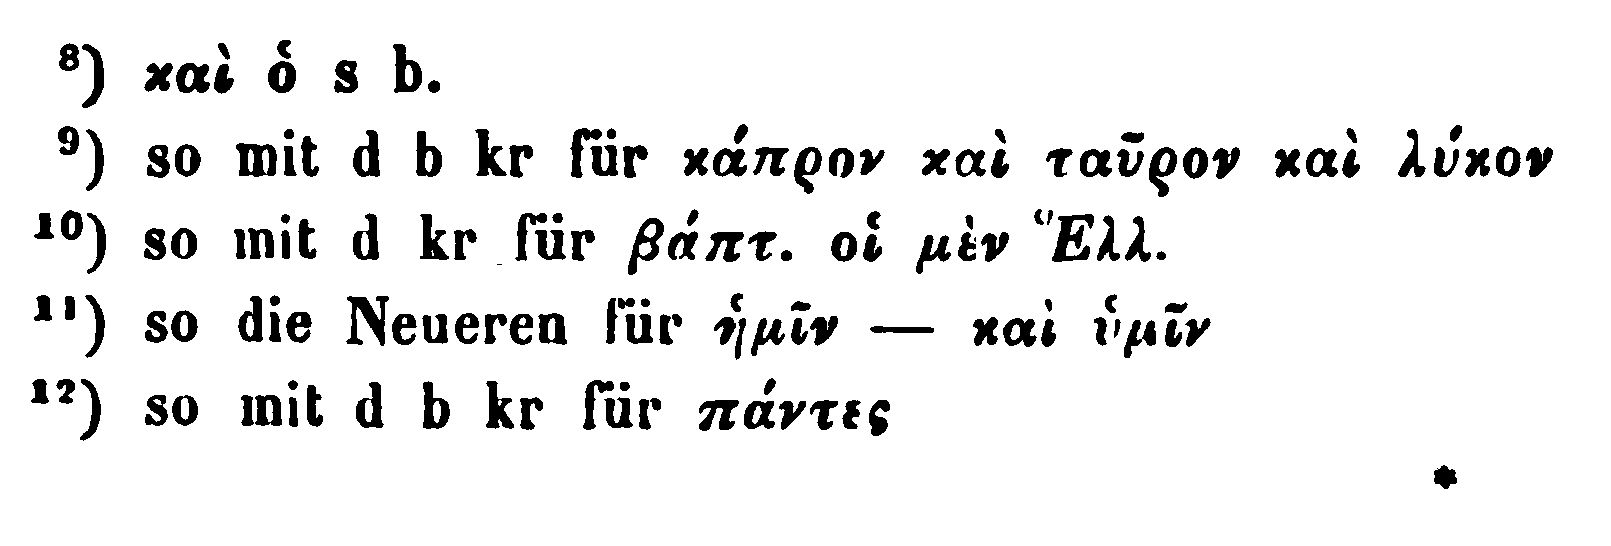 ⁸) καὶ ὁ s b.
⁹) so mit d b kr für κάπρον καὶ ταῦρον καὶ λύκον
¹⁰) so mit d kr für βάπτ. οἱ μὲν Ἕλλ.
¹¹) so die Neueren für ἡμῖν — καὶ ὑμῖν
¹²) so mit d b kr für πάντες
*